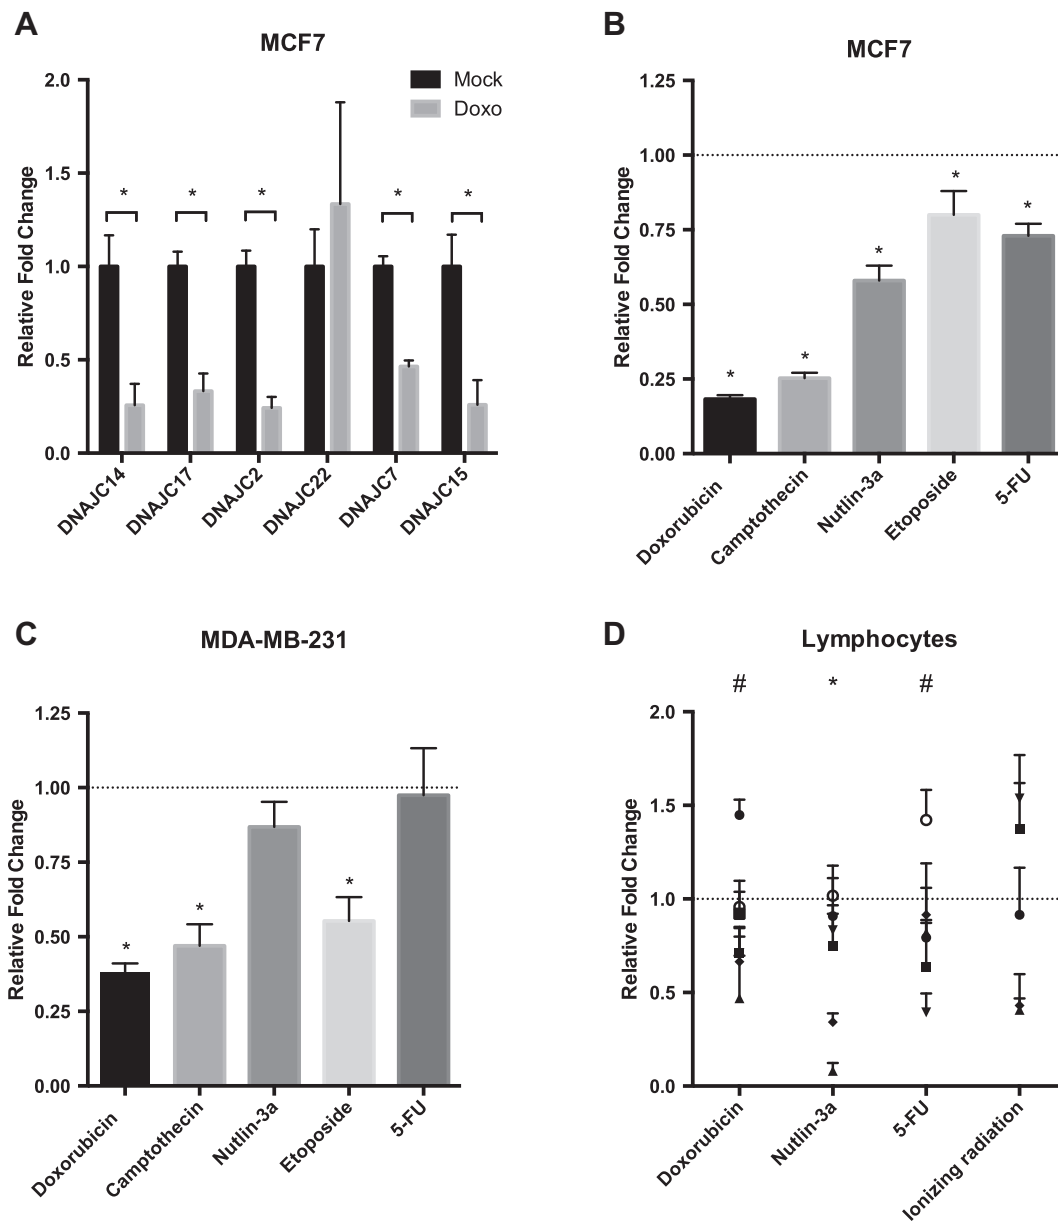 A
MCF7
Mock
Doxo
Relative Fold Change
2.0
1.5
1.0
0.5
0.0
*
*
*
*
*
DNAJC14
DNAJC17
DNAJC2
DNAJC22
DNAJC7
DNAJC15
B
MCF7
Relative Fold Change
1.25
1.00
0.75
0.50
0.25
0.00
*
*
*
*
*
Doxorubicin
Camptothecin
Nutlin-3a
Etoposide
5-FU
C
MDA-MB-231
Relative Fold Change
1.25
1.00
0.75
0.50
0.25
0.00
*
*
*
Doxorubicin
Camptothecin
Nutlin-3a
Etoposide
5-FU
D
Lymphocytes
# * #
Relative Fold Change
2.0
1.5
1.0
0.5
0.0
Doxorubicin
Nutlin-3a
5-FU
Ionizing radiation